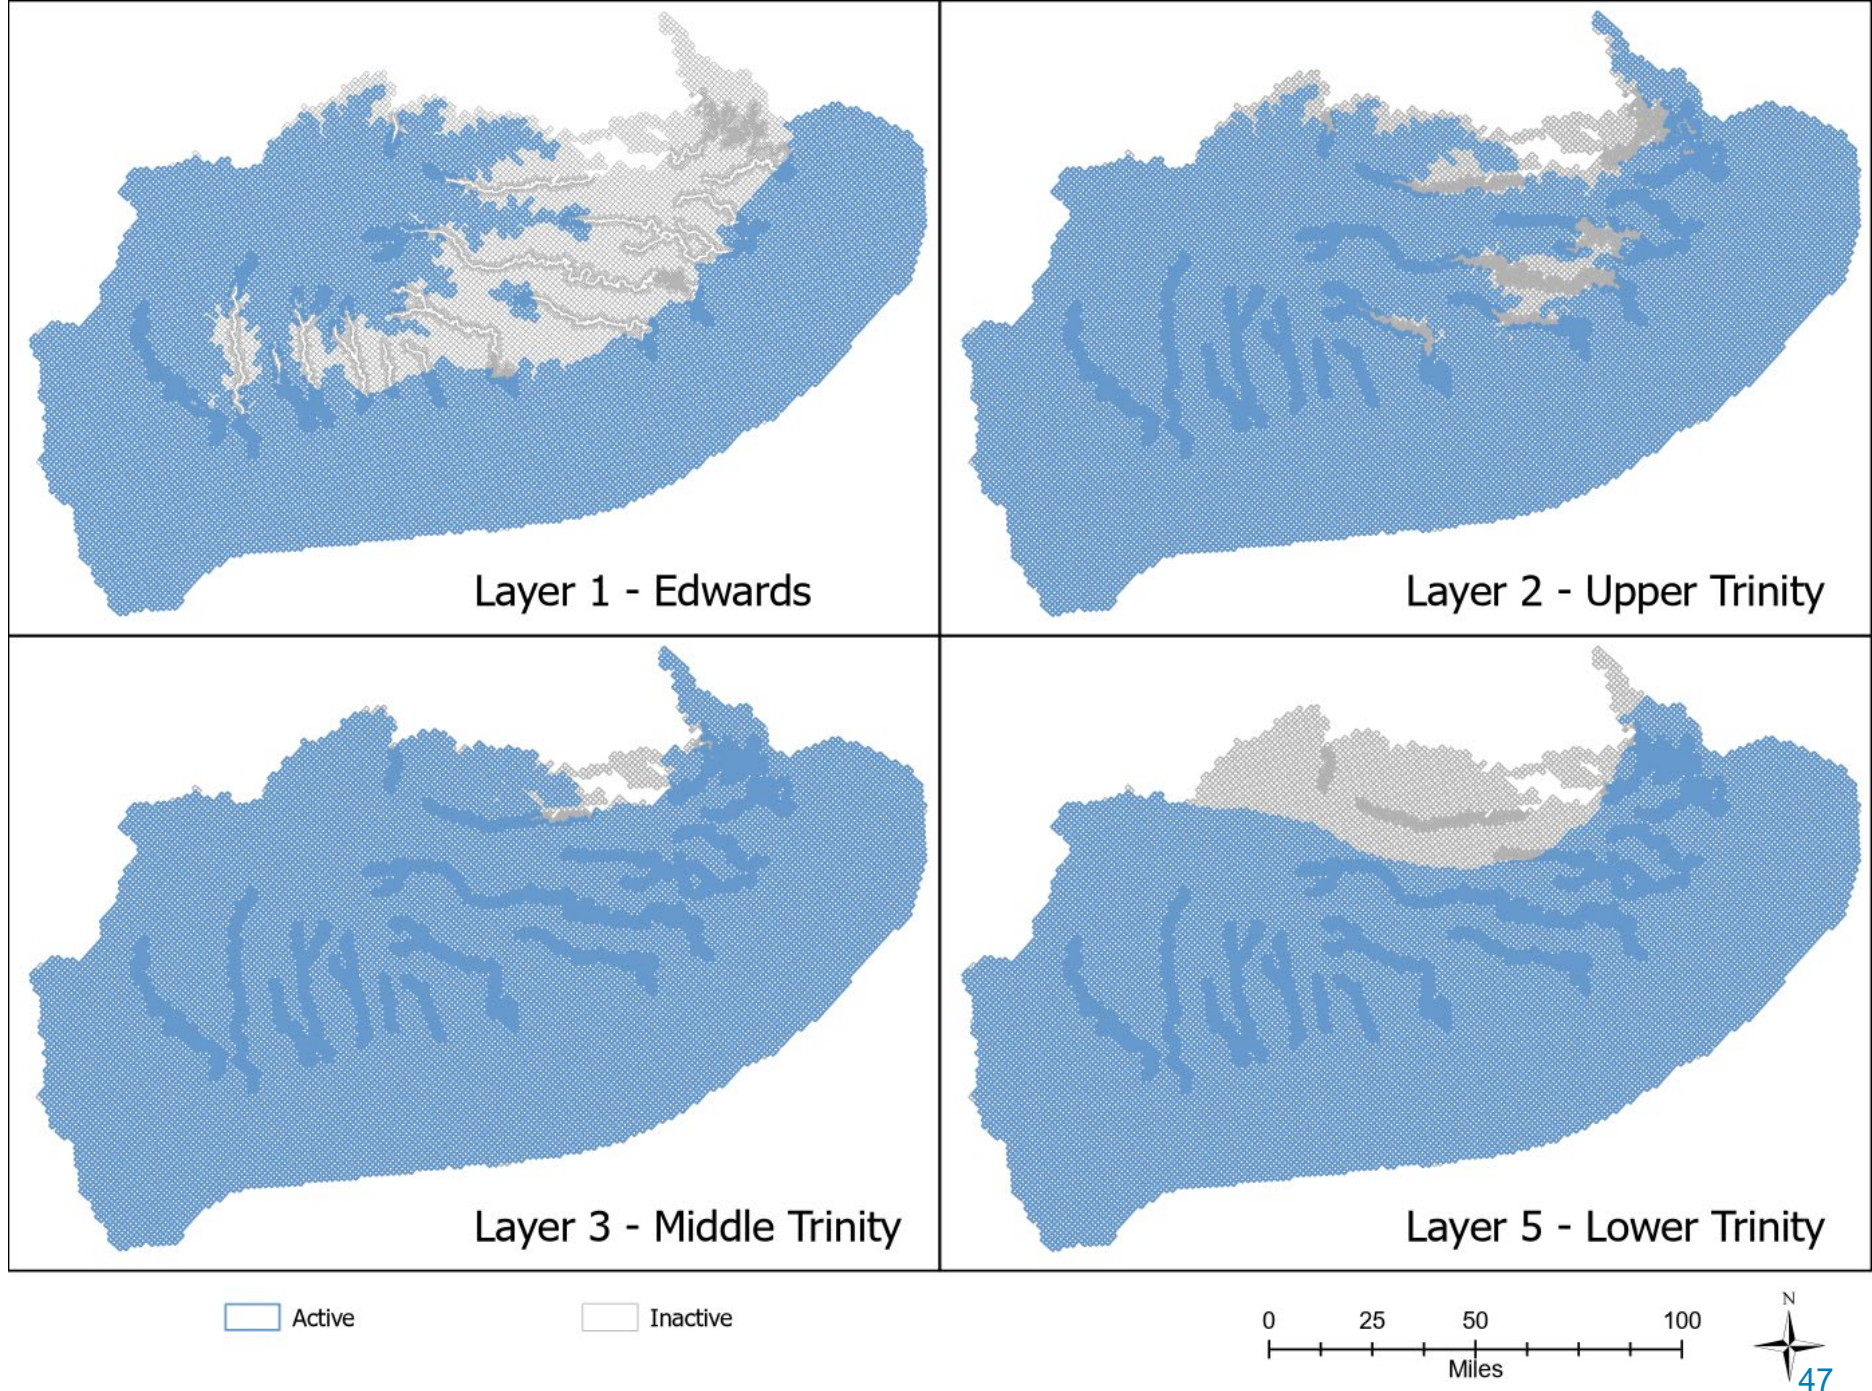 Layer 1 - Edwards
Layer 2 - Upper Trinity
Layer 3 - Middle Trinity
Layer 5 - Lower Trinity
Active
Inactive
0 25 50 100
Miles
N
47